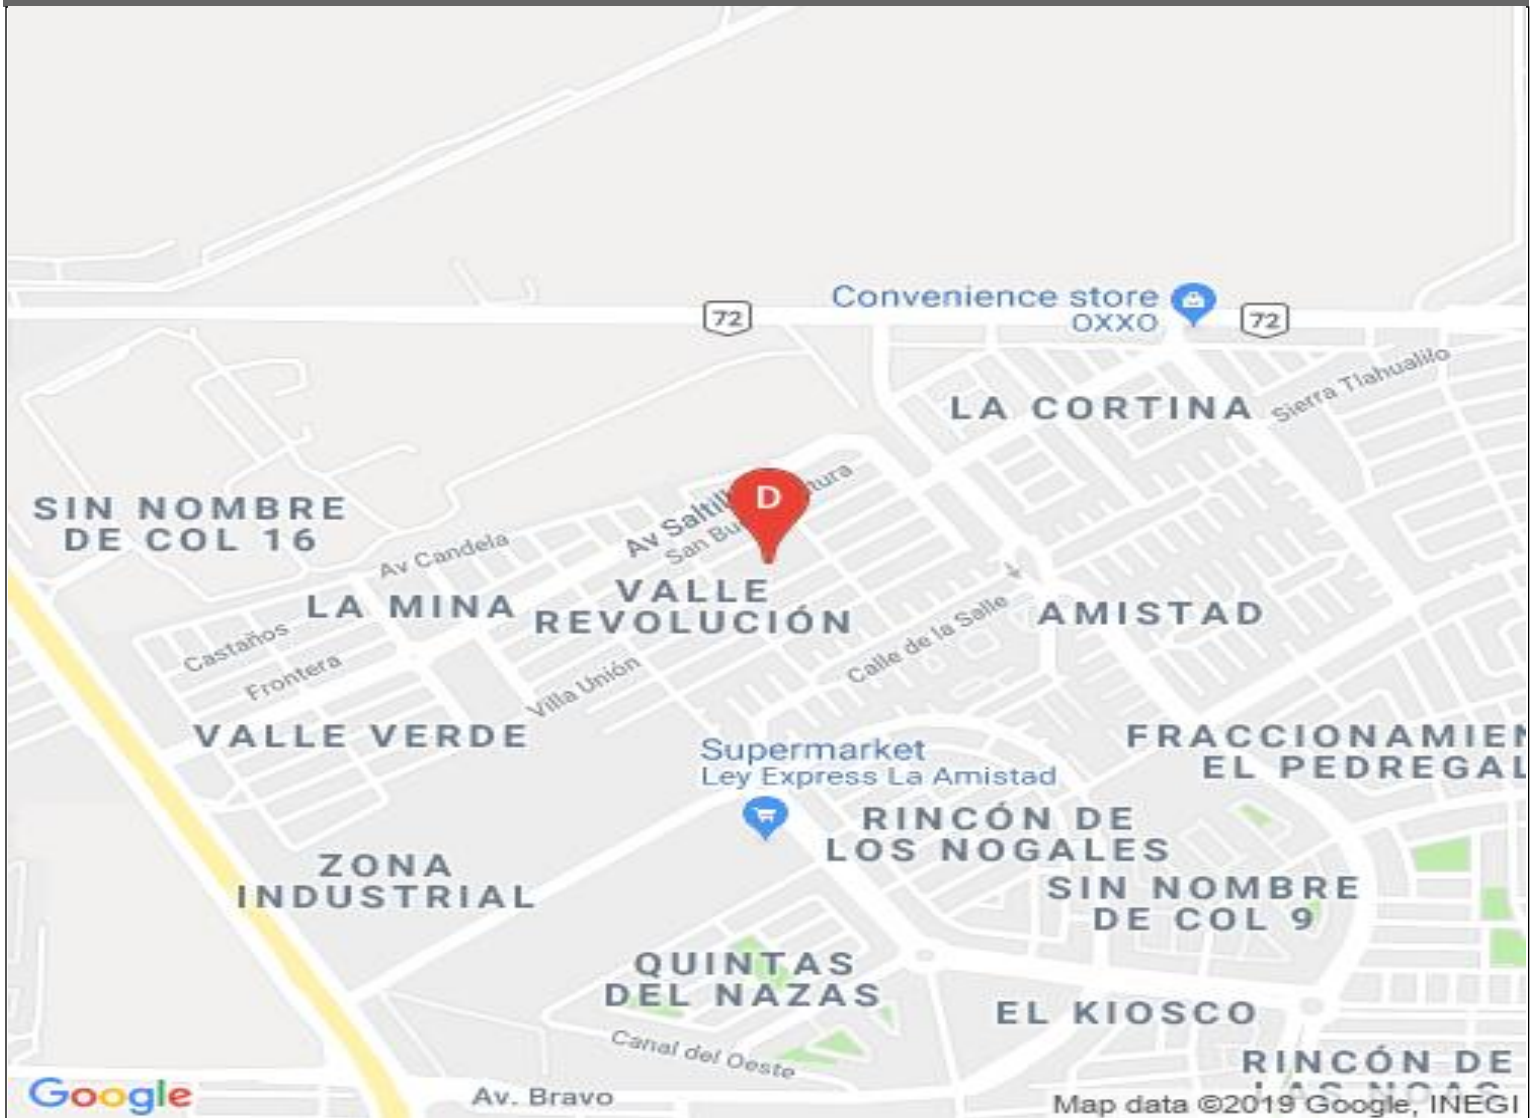 Convenience store
OXXO
72
72
Sierra Tlahualilo
LA CORTINA
D
SIN NOMBRE
DE COL 16
Av Candela
LA MINA
VALLE
REVOLUCIÓN
AMISTAD
Castaños
Frontera
Villa Unión
Calle de la Salle
VALLE VERDE
Supermarket
Ley Express La Amistad
EL PEDREGAL
RINCÓN DE
LOS NOGALES
ZONA
INDUSTRIAL
SIN NOMBRE
DE COL 9
QUINTAS
DEL NAZAS
EL KIOSCO
Canal del Oeste
RINCÓN DE
Google
Av. Bravo
Map data ©2019 Google, INEGI